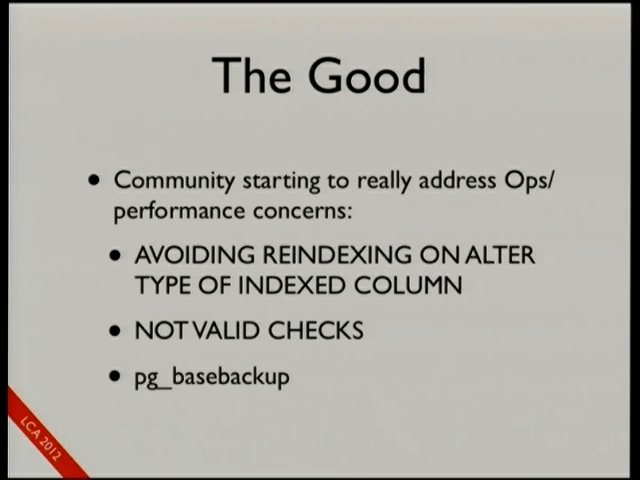 The Good
• Community starting to really address Ops/
performance concerns:
• AVOIDING REINDEXING ON ALTER
TYPE OF INDEXED COLUMN
• NOT VALID CHECKS
• pg_basebackup
LCA 2012